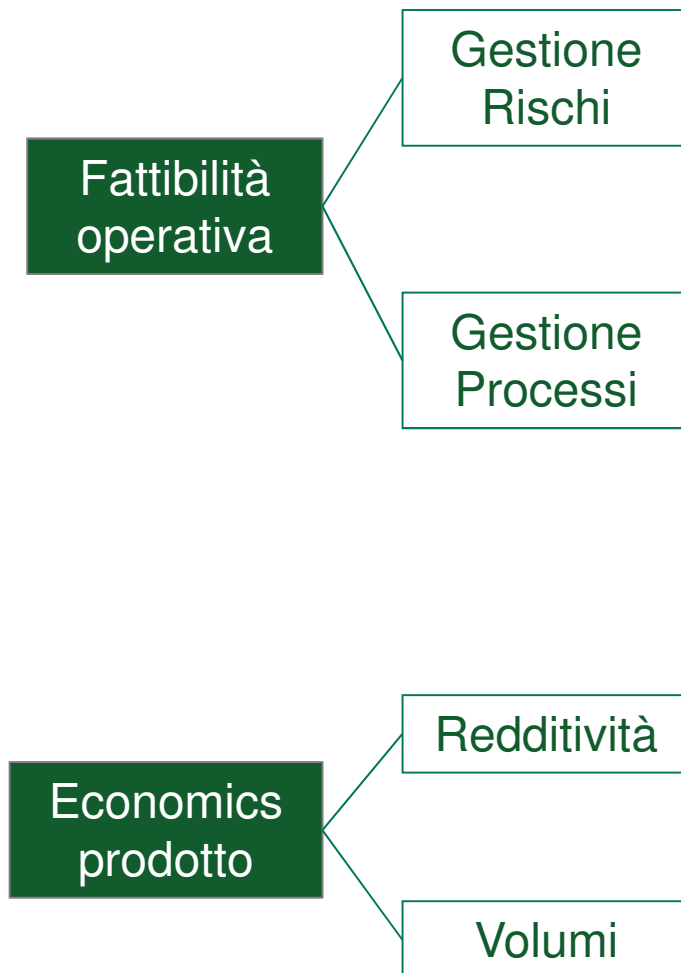 Gestione
Rischi
Fattibilità
operativa
Gestione
Processi
Redditività
Economics
prodotto
Volumi